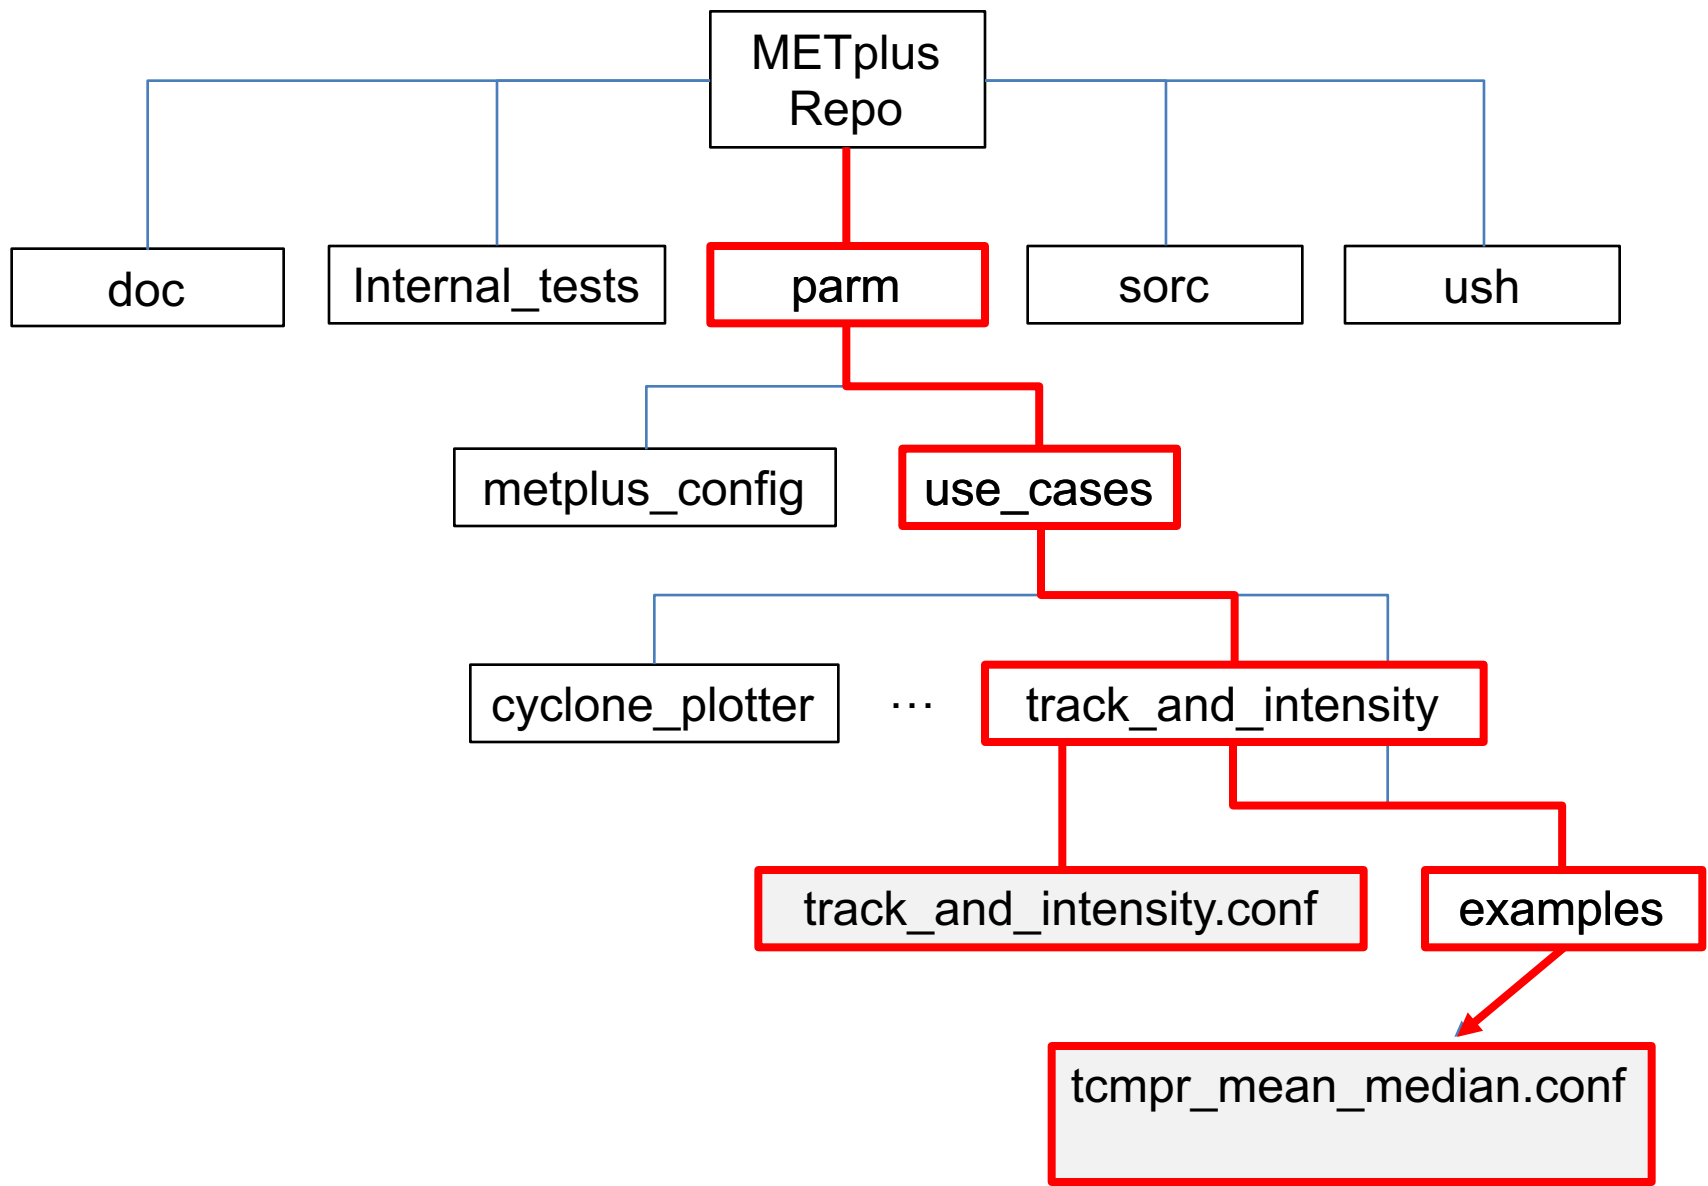 METplus
Repo
doc
Internal_tests
parm
sorc
ush
metplus_config
use_cases
cyclone_plotter
...
track_and_intensity
track_and_intensity.conf
examples
tcmpr_mean_median.conf